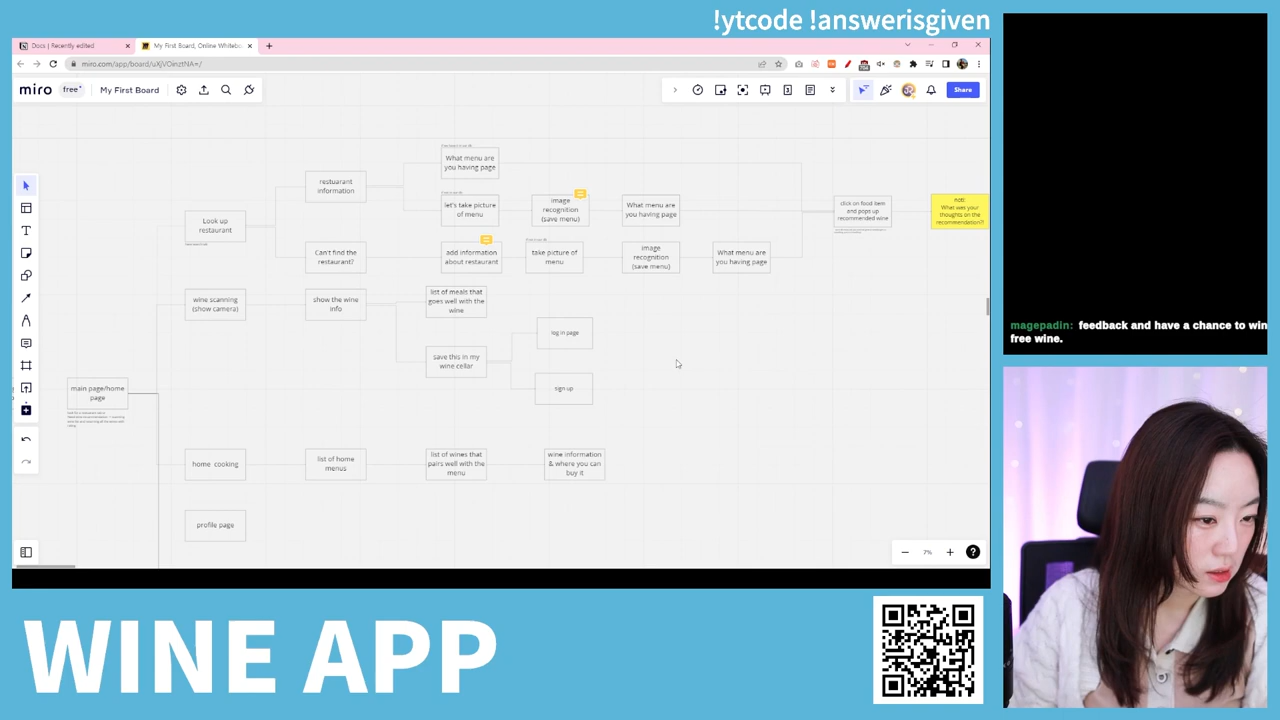 !ytcode !answerisgiven
Docs | Recently edited
My First Board, Online Whiteb
miro.com/app/board/uXjVOinztNA=/
miro
free
My First Board
Share
What menu are
you having page
restuarant
information
let's take picture
of menu
image
recognition
(save menu)
What menu are
you having page
click on food item
and pops up
recommended wine
noti
What was your
thoughts on the
recommendation?!
Look up
restaurant
Can't find the
restaurant?
add information
about restaurant
take picture of
menu
image
recognition
(save menu)
What menu are
you having page
wine scanning
(show camera)
show the wine
info
list of meals that
goes well with the
wine
log in page
save this in my
wine cellar
sign up
main page/home
page
home cooking
list of home
menus
list of wines that
pairs well with the
menu
wine information
& where you can
buy it
profile page
7%
magepadin: feedback and have a chance to win
free wine.
WINE APP